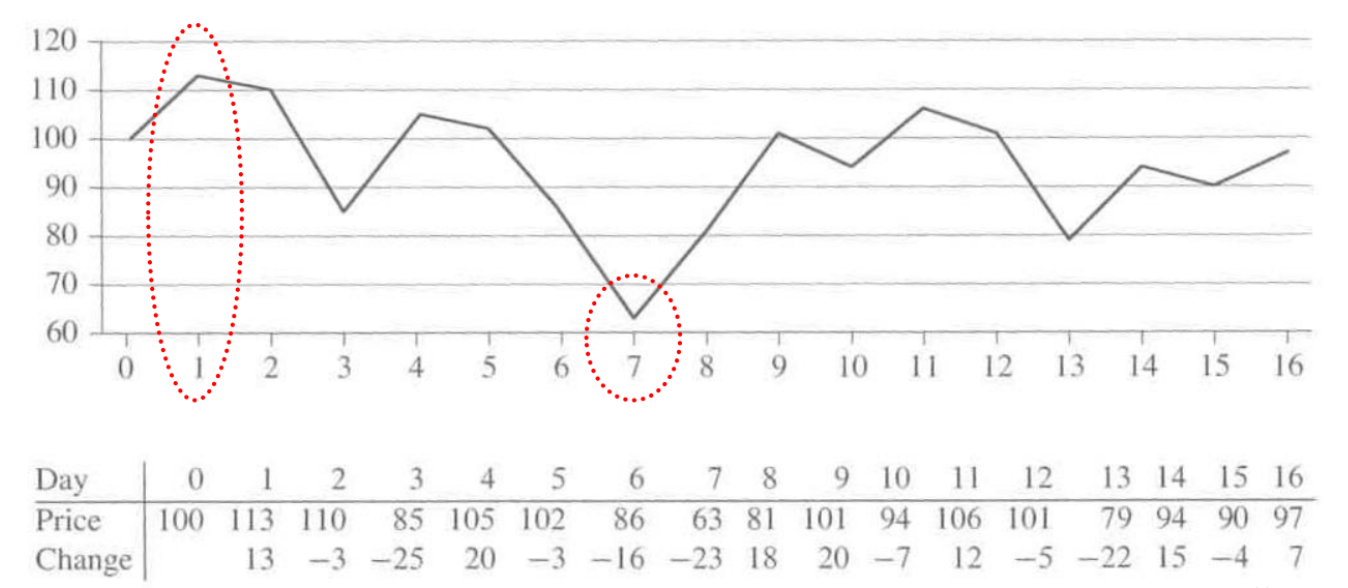 120
110
100
90
80
70
60
0 1 2 3 4 5 6 7 8 9 10 11 12 13 14 15 16
Day 0 1 2 3 4 5 6 7 8 9 10 11 12 13 14 15 16
Price 100 113 110 85 105 102 86 63 81 101 94 106 101 79 94 90 97
Change 13 −3 −25 20 −3 −16 −23 18 20 −7 12 −5 −22 15 −4 7